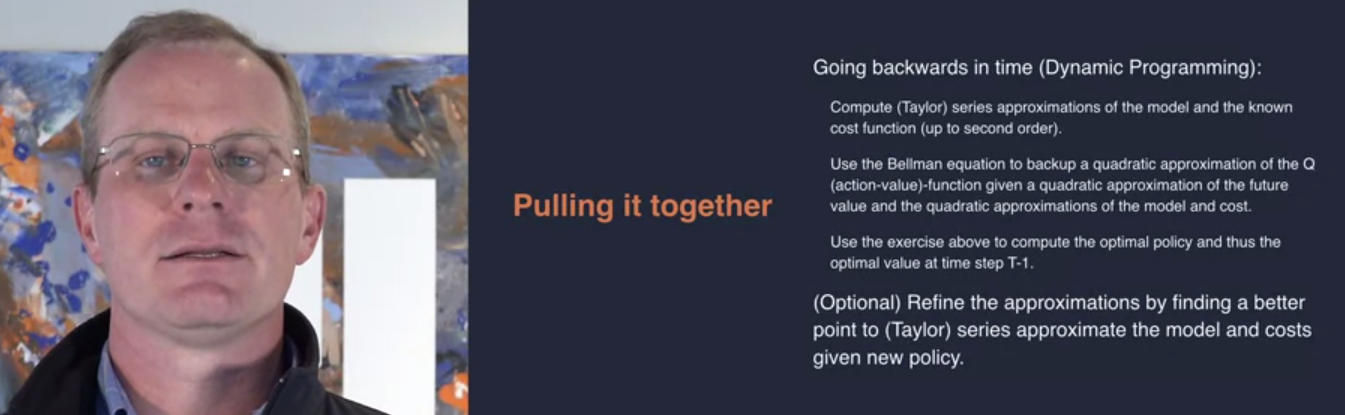 Pulling it together
Going backwards in time (Dynamic Programming):
Compute (Taylor) series approximations of the model and the known
cost function (up to second order).
Use the Bellman equation to backup a quadratic approximation of the Q
(action-value)-function given a quadratic approximation of the future
value and the quadratic approximations of the model and cost.
Use the exercise above to compute the optimal policy and thus the
optimal value at time step T-1.
(Optional) Refine the approximations by finding a better
point to (Taylor) series approximate the model and costs
given new policy.